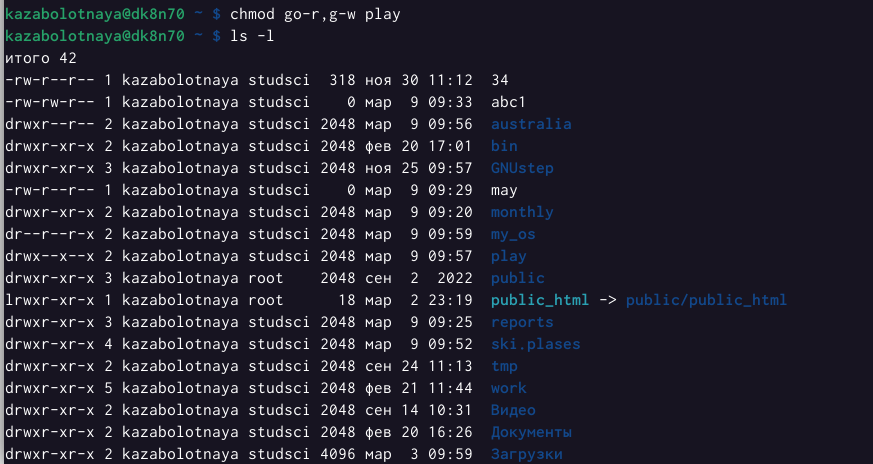 kazabolotnaya@dk8n70 ~ $ chmod go-r,g-w play
kazabolotnaya@dk8n70 ~ $ ls -l
итого 42
-rw-r--r-- 1 kazabolotnaya studsci  318 ноя 30 11:12  34
-rw-rw-r-- 1 kazabolotnaya studsci    0 мар  9 09:33  abc1
drwxr--r-- 2 kazabolotnaya studsci 2048 мар  9 09:56  australia
drwxr-xr-x 2 kazabolotnaya studsci 2048 фев 20 17:01  bin
drwxr-xr-x 3 kazabolotnaya studsci 2048 ноя 25 09:57  GNUstep
-rw-r--r-- 1 kazabolotnaya studsci    0 мар  9 09:29  may
drwxr-xr-x 2 kazabolotnaya studsci 2048 мар  9 09:20  monthly
dr--r--r-x 2 kazabolotnaya studsci 2048 мар  9 09:59  my_os
drwx--x--x 2 kazabolotnaya studsci 2048 мар  9 09:57  play
drwxr-xr-x 3 kazabolotnaya root    2048 сен  2  2022  public
lrwxr-xr-x 1 kazabolotnaya root      18 мар  2 23:19  public_html -> public/public_html
drwxr-xr-x 3 kazabolotnaya studsci 2048 мар  9 09:25  reports
drwxr-xr-x 4 kazabolotnaya studsci 2048 мар  9 09:52  ski.plases
drwxr-xr-x 2 kazabolotnaya studsci 2048 сен 24 11:13  tmp
drwxr-xr-x 5 kazabolotnaya studsci 2048 фев 21 11:44  work
drwxr-xr-x 2 kazabolotnaya studsci 2048 сен 14 10:31  Видео
drwxr-xr-x 2 kazabolotnaya studsci 2048 фев 20 16:26  Документы
drwxr-xr-x 2 kazabolotnaya studsci 4096 мар  3 09:59  Загрузки